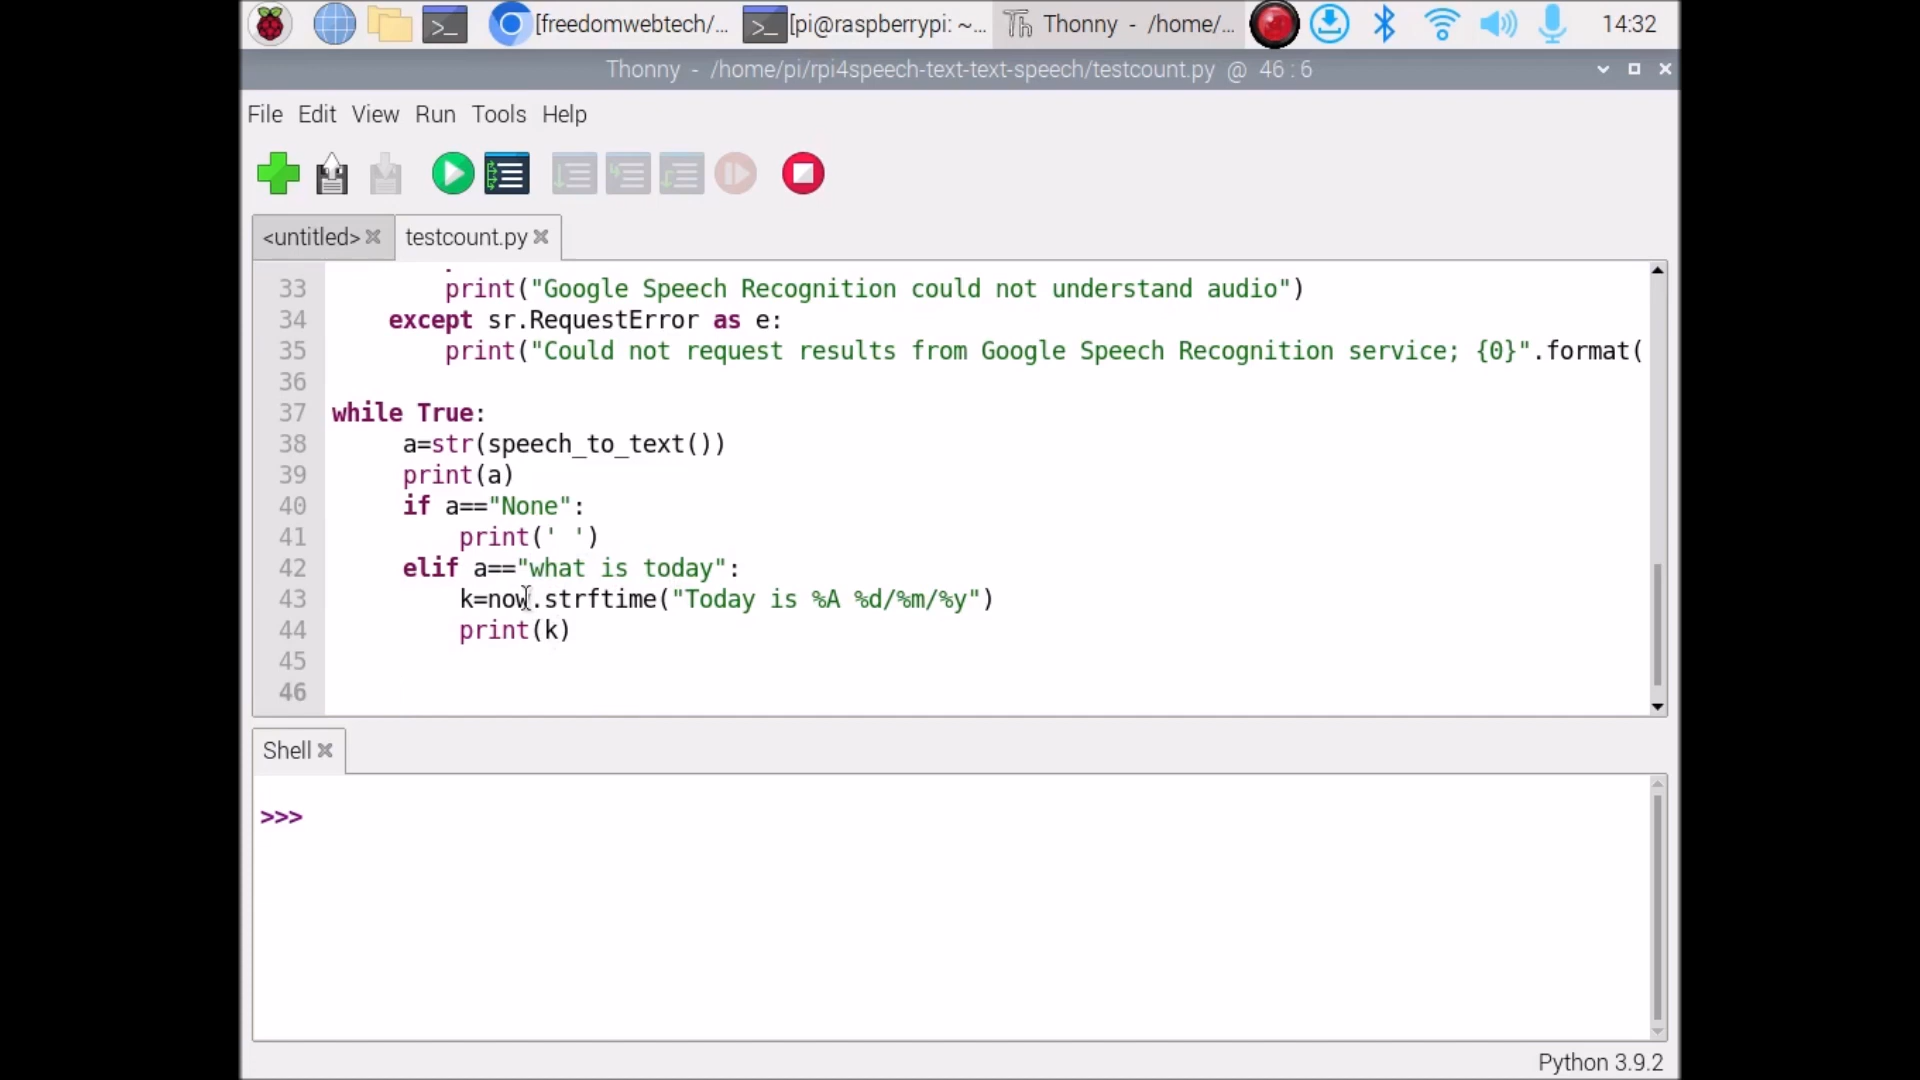 [freedomwebtech/... [pi@raspberrypi: ~... Th Thonny - /home/... 14:32
Thonny - /home/pi/rpi4speech-text-text-speech/testcount.py @ 46 : 6
File Edit View Run Tools Help
<untitled> testcount.py
33 print("Google Speech Recognition could not understand audio")
34 except sr.RequestError as e:
35 print("Could not request results from Google Speech Recognition service; {0}".format(
36
37 while True:
38 a=str(speech_to_text())
39 print(a)
40 if a=="None":
41 print(' ')
42 elif a=="what is today":
43 k=now.strftime("Today is %A %d/%m/%y")
44 print(k)
45
46
Shell
>>>
Python 3.9.2